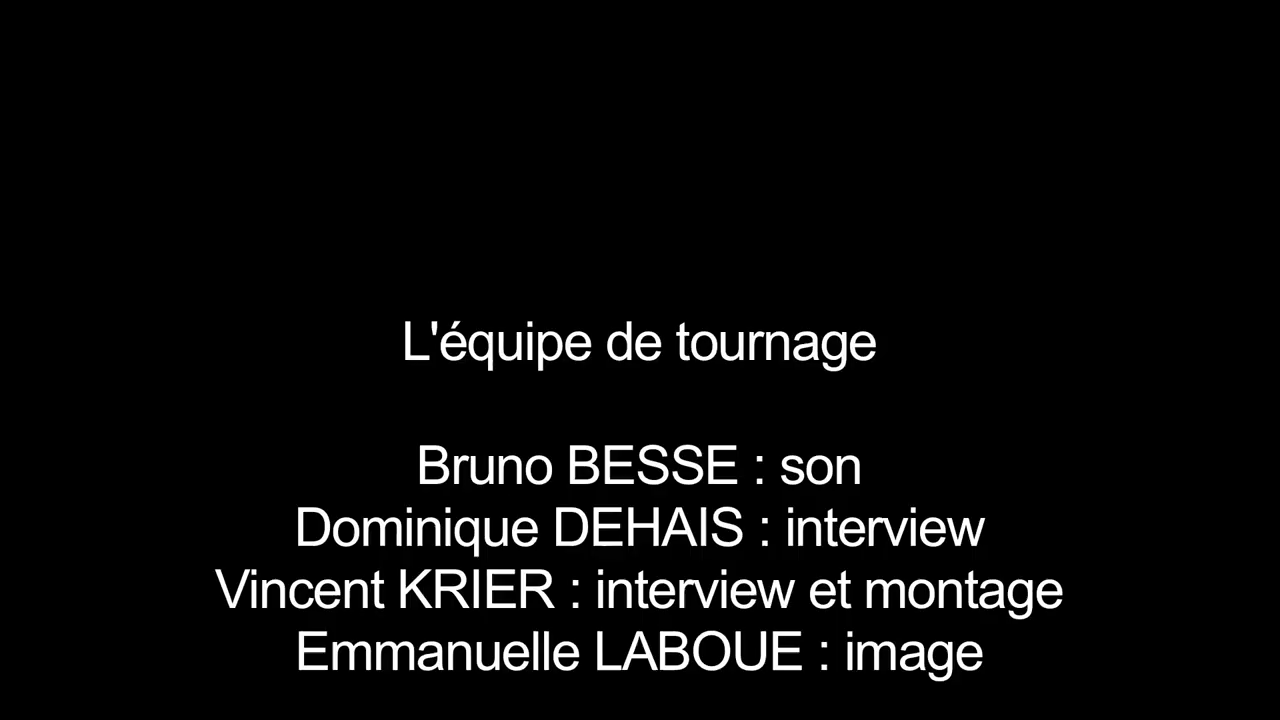 L'équipe de tournage
Bruno BESSE : son
Dominique DEHAIS : interview
Vincent KRIER : interview et montage
Emmanuelle LABOUE : image